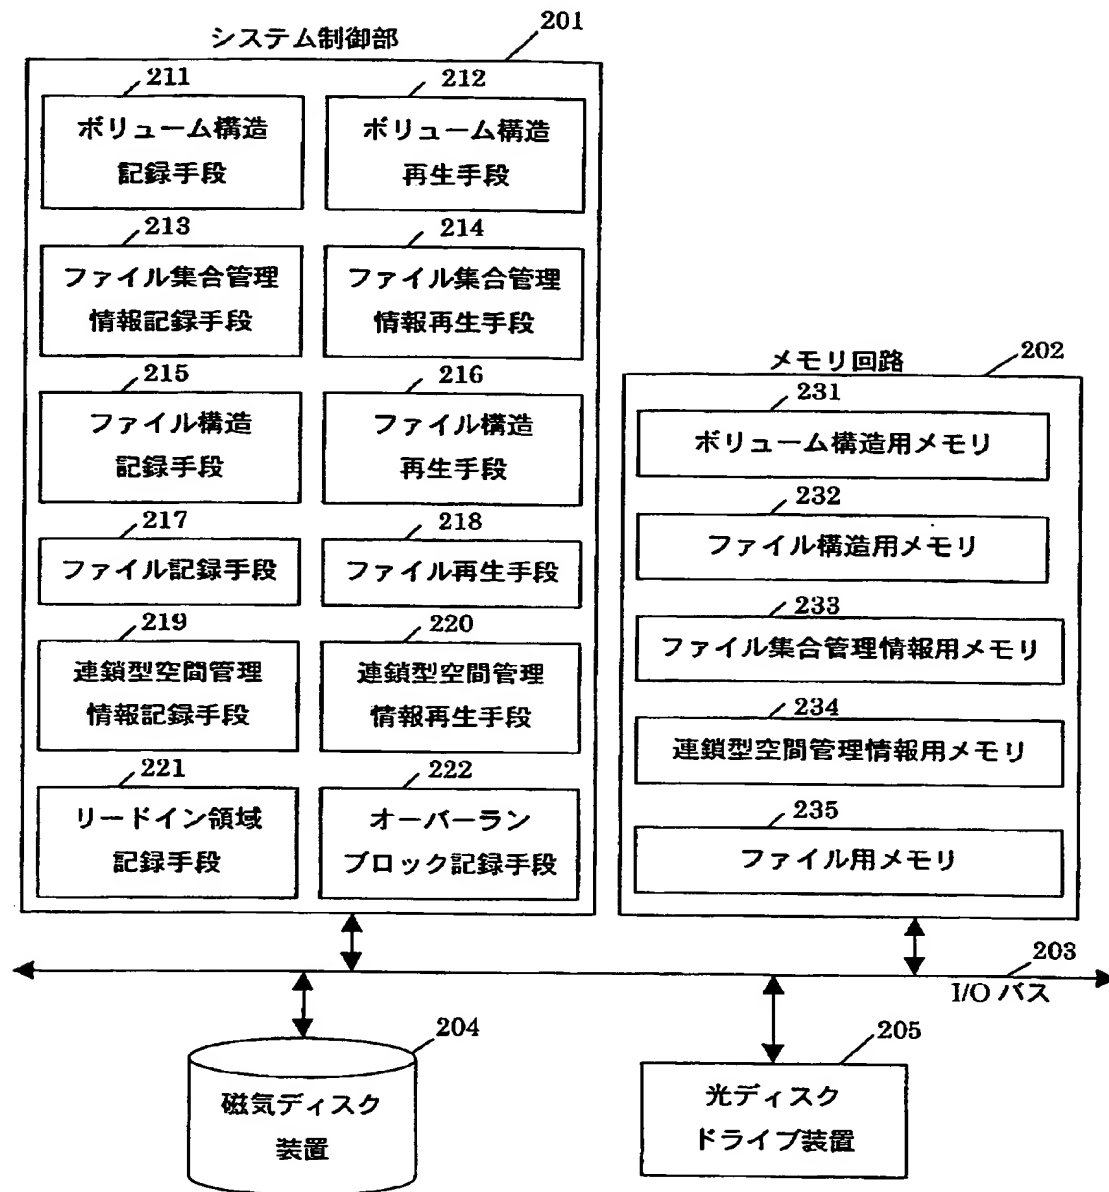 システム制御部
201
211
ボリューム構造
記録手段
212
ボリューム構造
再生手段
213
ファイル集合管理
情報記録手段
214
ファイル集合管理
情報再生手段
215
ファイル構造
記録手段
216
ファイル構造
再生手段
217
ファイル記録手段
218
ファイル再生手段
219
連鎖型空間管理
情報記録手段
220
連鎖型空間管理
情報再生手段
221
リードイン領域
記録手段
222
オーバーラン
ブロック記録手段
メモリ回路
202
231
ボリューム構造用メモリ
232
ファイル構造用メモリ
233
ファイル集合管理情報用メモリ
234
連鎖型空間管理情報用メモリ
235
ファイル用メモリ
203
I/O バス
204
磁気ディスク
装置
205
光ディスク
ドライブ装置